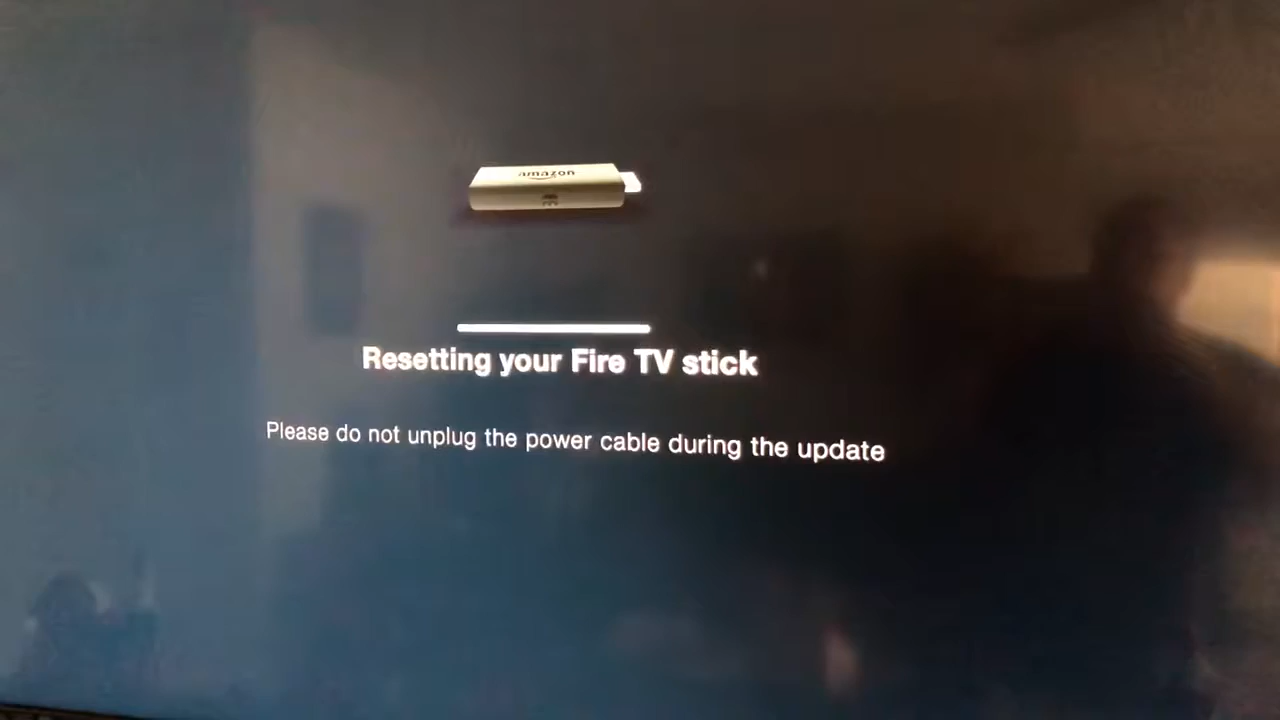 amazon
Resetting your Fire TV stick
Please do not unplug the power cable during the update